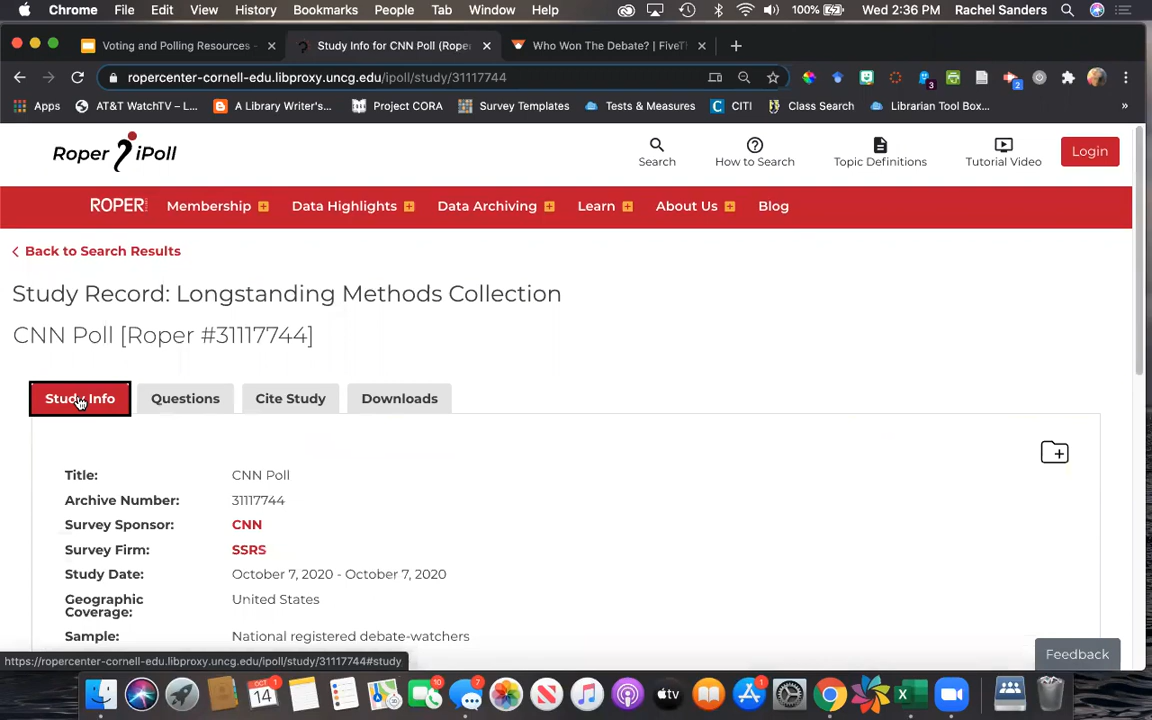 Chrome File Edit View History Bookmarks People Tab Window Help 100% Wed 2:36 PM Rachel Sanders
Voting and Polling Resources - Study Info for CNN Poll (Rope Who Won The Debate? | FiveT
ropercenter-cornell-edu.libproxy.uncg.edu/ipoll/study/31117744
Apps AT&T WatchTV – L... A Library Writer's... Project CORA Survey Templates Tests & Measures CITI Class Search Librarian Tool Box...
Roper iPoll Search How to Search Topic Definitions Tutorial Video Login
ROPER Membership Data Highlights Data Archiving Learn About Us Blog
Back to Search Results
Study Record: Longstanding Methods Collection
CNN Poll [Roper #31117744]
Study Info Questions Cite Study Downloads
Title: CNN Poll
Archive Number: 31117744
Survey Sponsor: CNN
Survey Firm: SSRS
Study Date: October 7, 2020 - October 7, 2020
Geographic Coverage: United States
Sample: National registered debate-watchers
Feedback
https://ropercenter-cornell-edu.libproxy.uncg.edu/ipoll/study/31117744#study